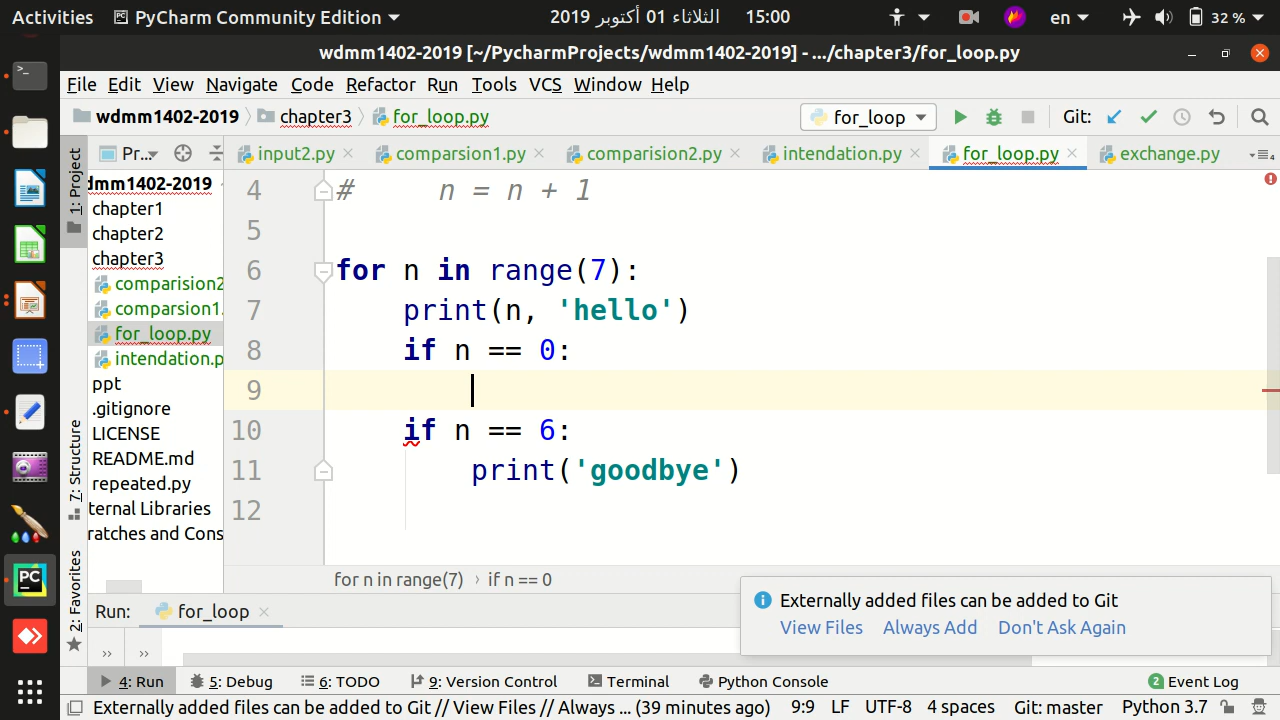 Activities PyCharm Community Edition الثلاثاء 01 أكتوبر 2019 15:00 en 32 %
wdmm1402-2019 [~/PycharmProjects/wdmm1402-2019] - .../chapter3/for_loop.py
File Edit View Navigate Code Refactor Run Tools VCS Window Help
wdmm1402-2019 chapter3 for_loop.py for_loop Git:
1: Project Pr... input2.py comparsion1.py comparision2.py intendation.py for_loop.py exchange.py 4
dmm1402-2019
chapter1
chapter2
chapter3
comparision2
comparsion1.
for_loop.py
intendation.p
ppt
.gitignore
LICENSE
README.md
repeated.py
ternal Libraries
ratches and Cons
7: Structure
2: Favorites
4 # n = n + 1
5
6 for n in range(7):
7 print(n, 'hello')
8 if n == 0:
9
10 if n == 6:
11 print('goodbye')
12
for n in range(7) › if n == 0
Run: for_loop
Externally added files can be added to Git
View Files Always Add Don't Ask Again
4: Run 5: Debug 6: TODO 9: Version Control Terminal Python Console 2 Event Log
Externally added files can be added to Git // View Files // Always ... (39 minutes ago) 9:9 LF UTF-8 4 spaces Git: master Python 3.7